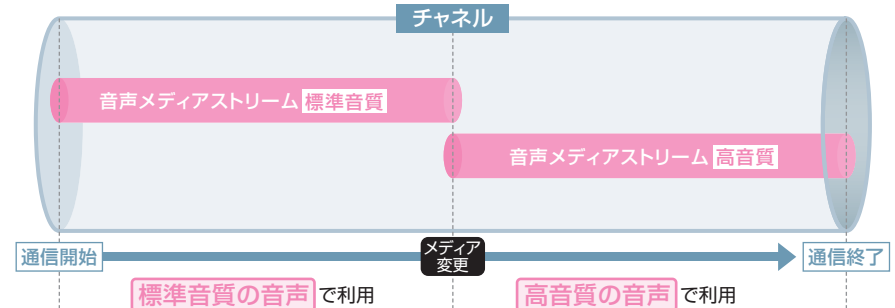 チャネル
音声メディアストリーム 標準音質
音声メディアストリーム 高音質
通信開始
メディア
変更
通信終了
標準音質の音声 で利用
高音質の音声 で利用